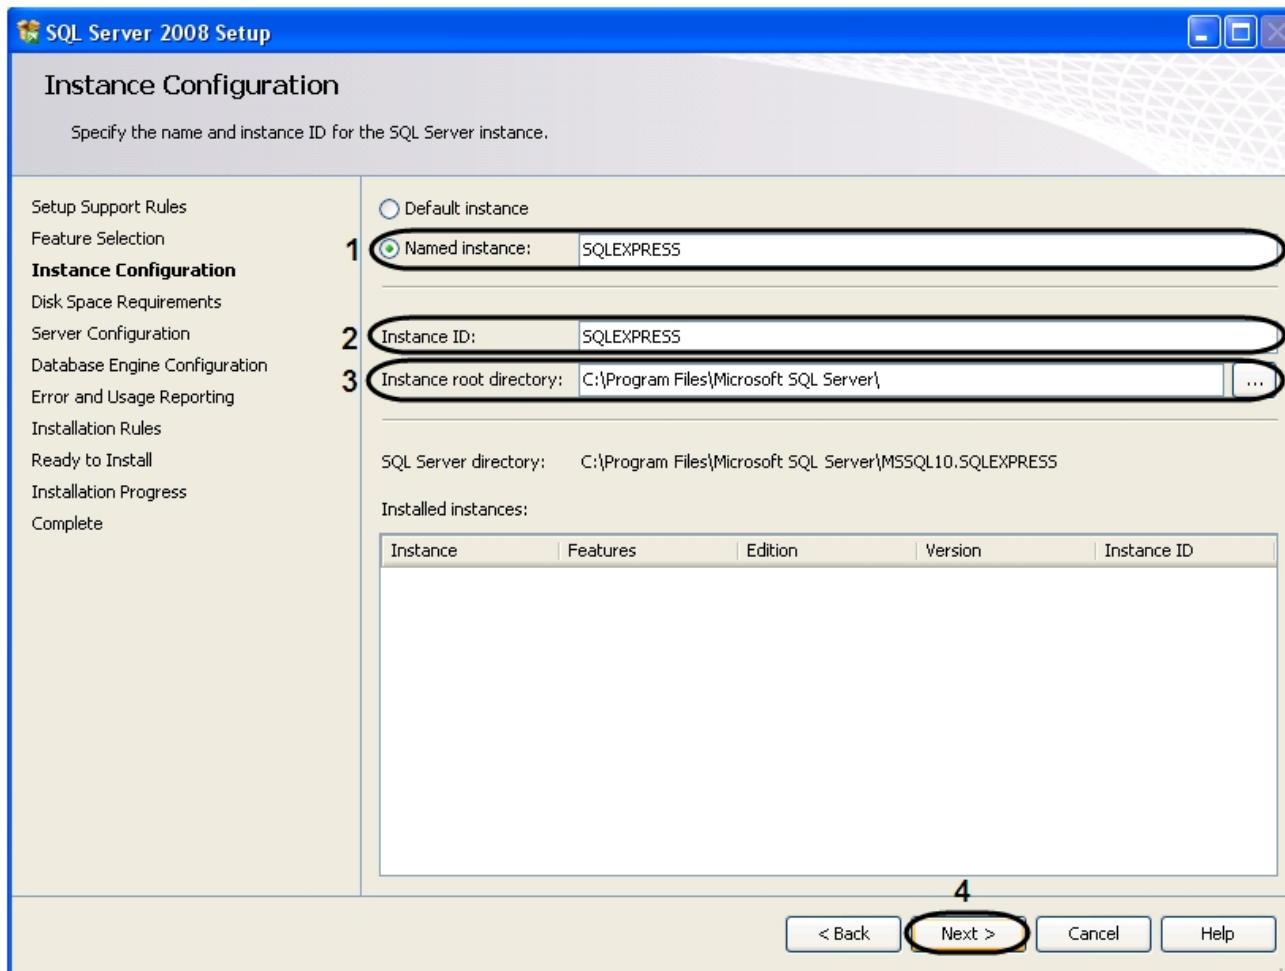 SQL Server 2008 Setup
Instance Configuration
Specify the name and instance ID for the SQL Server instance.
Setup Support Rules
Feature Selection
Instance Configuration
Disk Space Requirements
Server Configuration
Database Engine Configuration
Error and Usage Reporting
Installation Rules
Ready to Install
Installation Progress
Complete
Default instance
1 Named instance: SQLEXPRESS
2 Instance ID: SQLEXPRESS
3 Instance root directory: C:\Program Files\Microsoft SQL Server\ ...
SQL Server directory: C:\Program Files\Microsoft SQL Server\MSSQL10.SQLEXPRESS
Installed instances:
Instance Features Edition Version Instance ID
4
< Back Next > Cancel Help